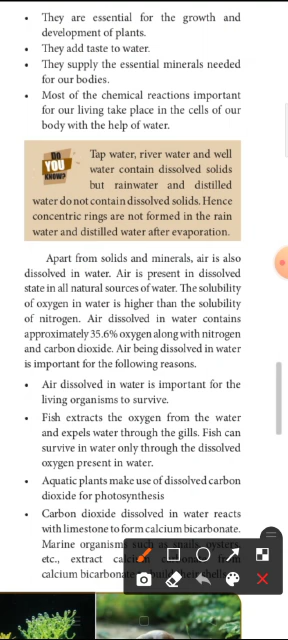 • They are essential for the growth and
development of plants.
• They add taste to water.
• They supply the essential minerals needed
for our bodies.
• Most of the chemical reactions important
for our living take place in the cells of our
body with the help of water.
DO
YOU
KNOW?
Tap water, river water and well
water contain dissolved solids
but rainwater and distilled
water do not contain dissolved solids. Hence
concentric rings are not formed in the rain
water and distilled water after evaporation.
Apart from solids and minerals, air is also
dissolved in water. Air is present in dissolved
state in all natural sources of water. The solubility
of oxygen in water is higher than the solubility
of nitrogen. Air dissolved in water contains
approximately 35.6% oxygen along with nitrogen
and carbon dioxide. Air being dissolved in water
is important for the following reasons.
• Air dissolved in water is important for the
living organisms to survive.
• Fish extracts the oxygen from the water
and expels water through the gills. Fish can
survive in water only through the dissolved
oxygen present in water.
• Aquatic plants make use of dissolved carbon
dioxide for photosynthesis
• Carbon dioxide dissolved in water reacts
with limestone to form calcium bicarbonate.
Marine organisms such as snails, oysters,
etc., extract calcium from
calcium bicarbonate build their shells